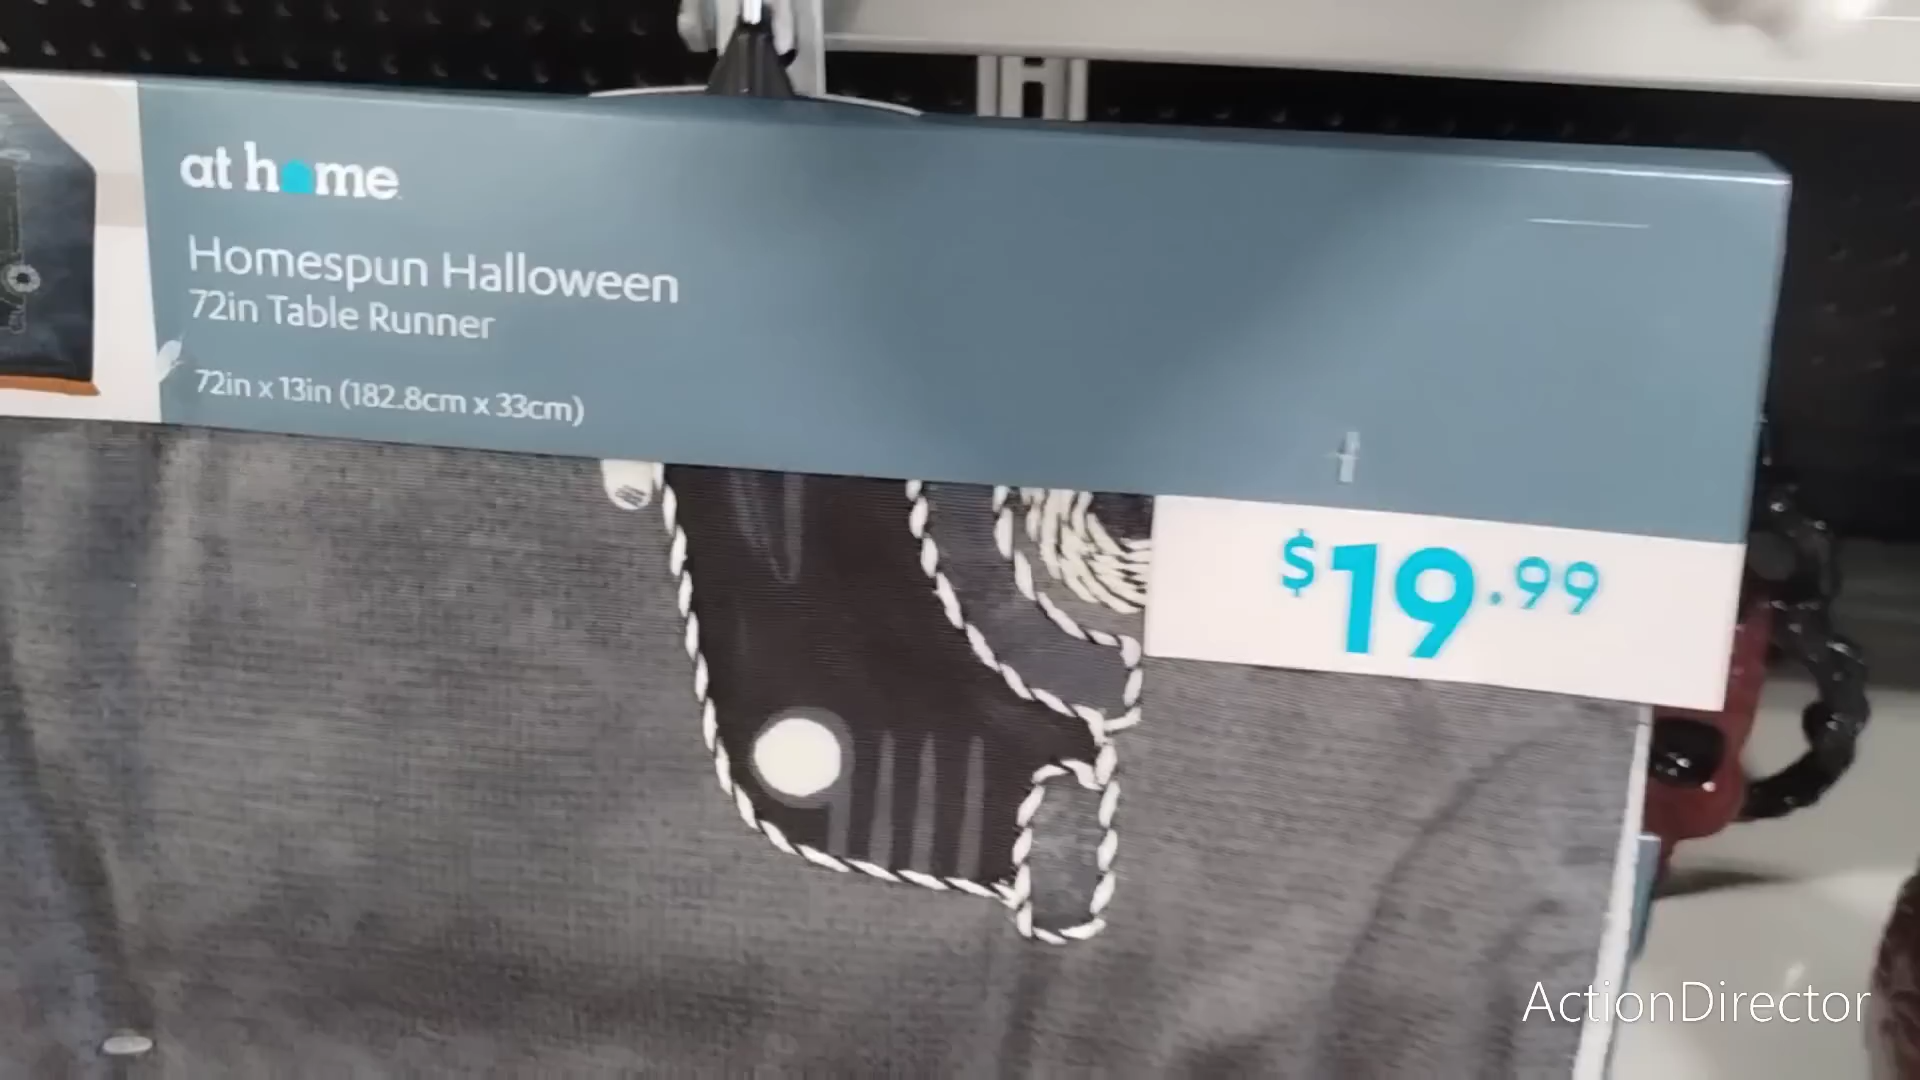 at home
Homespun Halloween
72in Table Runner
72in x 13in (182.8cm x 33cm)
$19.99
ActionDirector